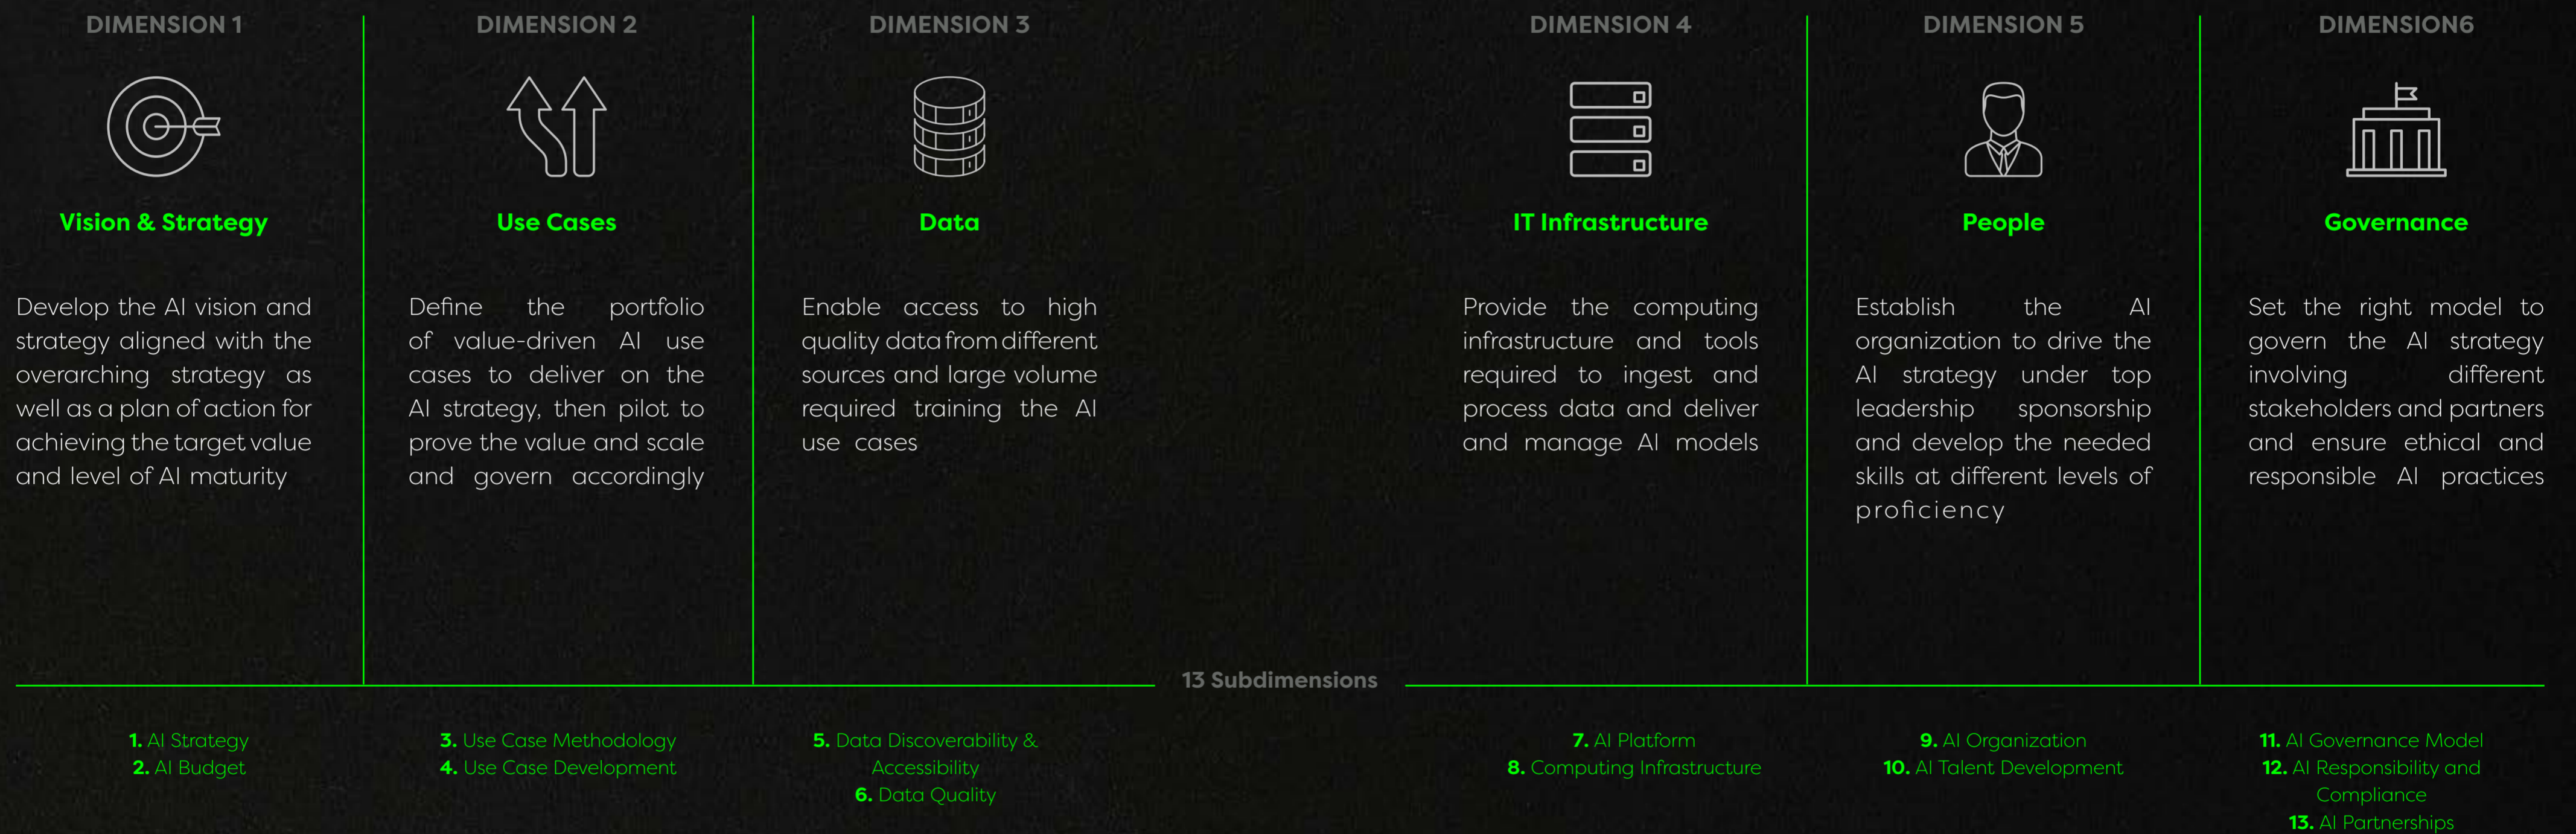 DIMENSION 1
Vision & Strategy
Develop the AI vision and
strategy aligned with the
overarching strategy as
well as a plan of action for
achieving the target value
and level of AI maturity
DIMENSION 2
Use Cases
Define the portfolio
of value-driven AI use
cases to deliver on the
AI strategy, then pilot to
prove the value and scale
and govern accordingly
DIMENSION 3
Data
Enable access to high
quality data from different
sources and large volume
required training the AI
use cases
DIMENSION 4
IT Infrastructure
Provide the computing
infrastructure and tools
required to ingest and
process data and deliver
and manage AI models
DIMENSION 5
People
Establish the AI
organization to drive the
AI strategy under top
leadership sponsorship
and develop the needed
skills at different levels of
proficiency
DIMENSION6
Governance
Set the right model to
govern the AI strategy
involving different
stakeholders and partners
and ensure ethical and
responsible AI practices
13 Subdimensions
1. AI Strategy
2. AI Budget
3. Use Case Methodology
4. Use Case Development
5. Data Discoverability &
Accessibility
6. Data Quality
7. AI Platform
8. Computing Infrastructure
9. AI Organization
10. AI Talent Development
11. AI Governance Model
12. AI Responsibility and
Compliance
13. AI Partnerships